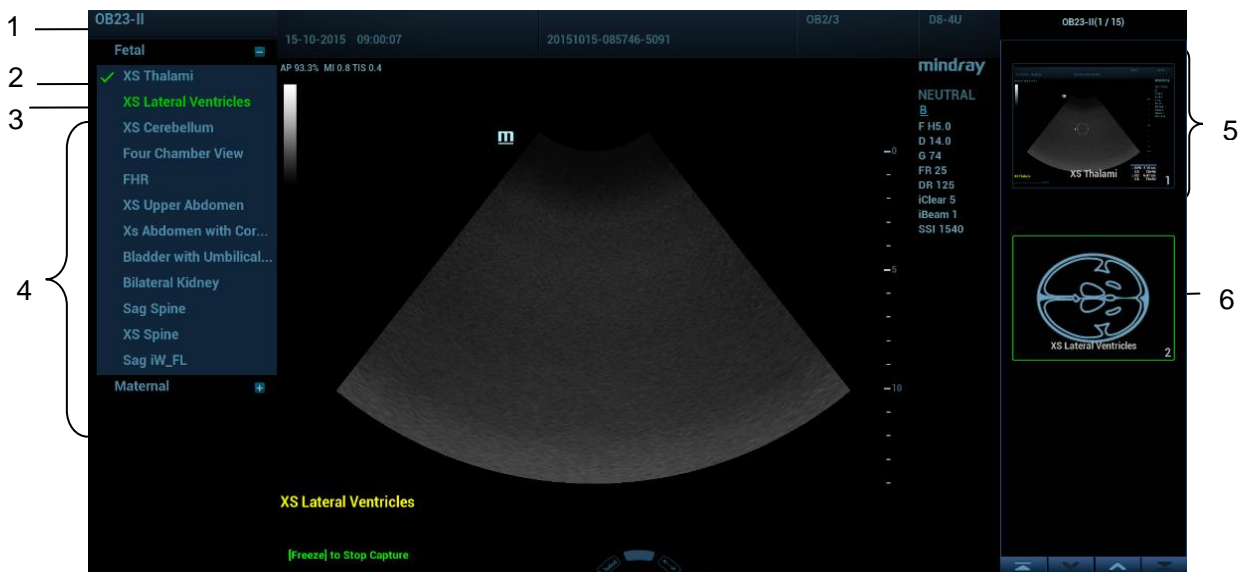 1
2
3
4
5
6
OB23-II
15-10-2015 09:00:07
20151015-085746-5091
OB2/3
D8-4U
OB23-II(1 / 15)
Fetal
XS Thalami
XS Lateral Ventricles
XS Cerebellum
Four Chamber View
FHR
XS Upper Abdomen
Xs Abdomen with Cor...
Bladder with Umbilical...
Bilateral Kidney
Sag Spine
XS Spine
Sag iW_FL
Maternal
AP 93.3% MI 0.8 TIS 0.4
m
0
5
10
mindray
NEUTRAL
B
F H5.0
D 14.0
G 74
FR 25
DR 125
iClear 5
iBeam 1
SSI 1540
XS Lateral Ventricles
[Freeze] to Stop Capture
XS Thalami
1
XS Lateral Ventricles
2